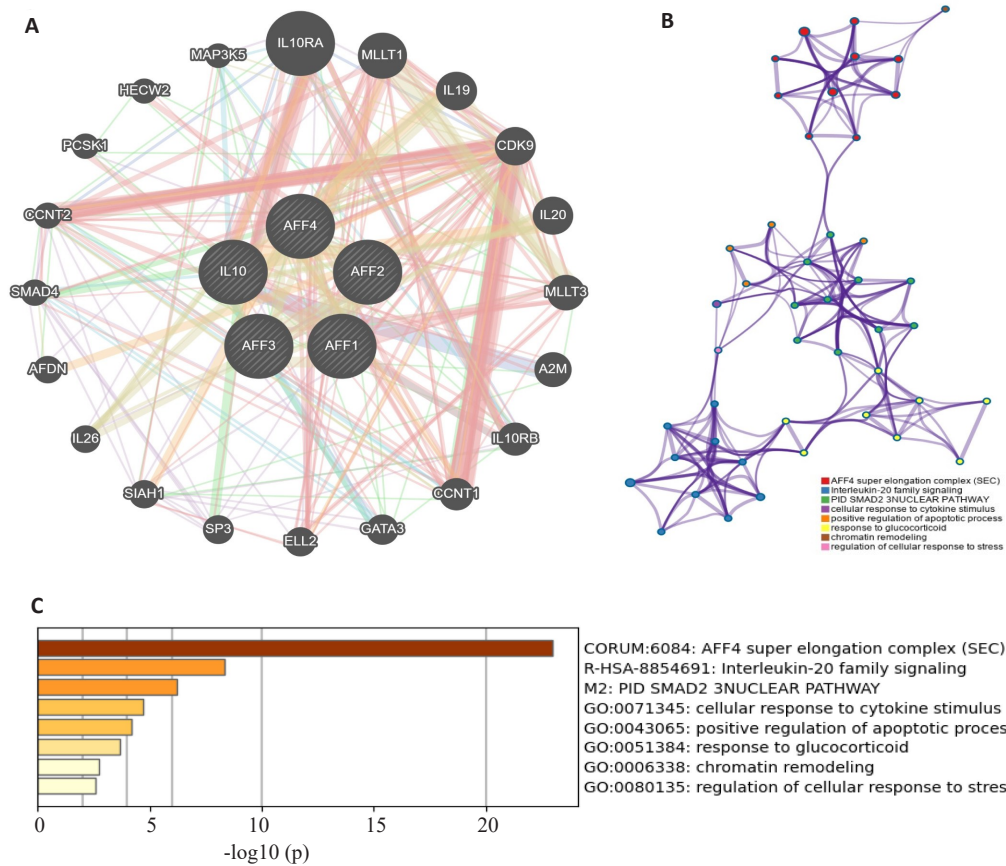 A
IL10RA
MAP3K5
MLLT1
HECW2
IL19
PCSK1
CDK9
CCNT2
IL20
AFF4
IL10
AFF2
SMAD4
MLLT3
AFF3
AFF1
AFDN
A2M
IL26
IL10RB
SIAH1
CCNT1
SP3
GATA3
ELL2
B
AFF4 super elongation complex (SEC)
Interleukin-20 family signaling
PID SMAD2 3NUCLEAR PATHWAY
cellular response to cytokine stimulus
positive regulation of apoptotic process
response to glucocorticoid
chromatin remodeling
regulation of cellular response to stress
C
CORUM:6084: AFF4 super elongation complex (SEC)
R-HSA-8854691: Interleukin-20 family signaling
M2: PID SMAD2 3NUCLEAR PATHWAY
GO:0071345: cellular response to cytokine stimulus
GO:0043065: positive regulation of apoptotic proces
GO:0051384: response to glucocorticoid
GO:0006338: chromatin remodeling
GO:0080135: regulation of cellular response to stres
0 5 10 15 20
-log10 (p)